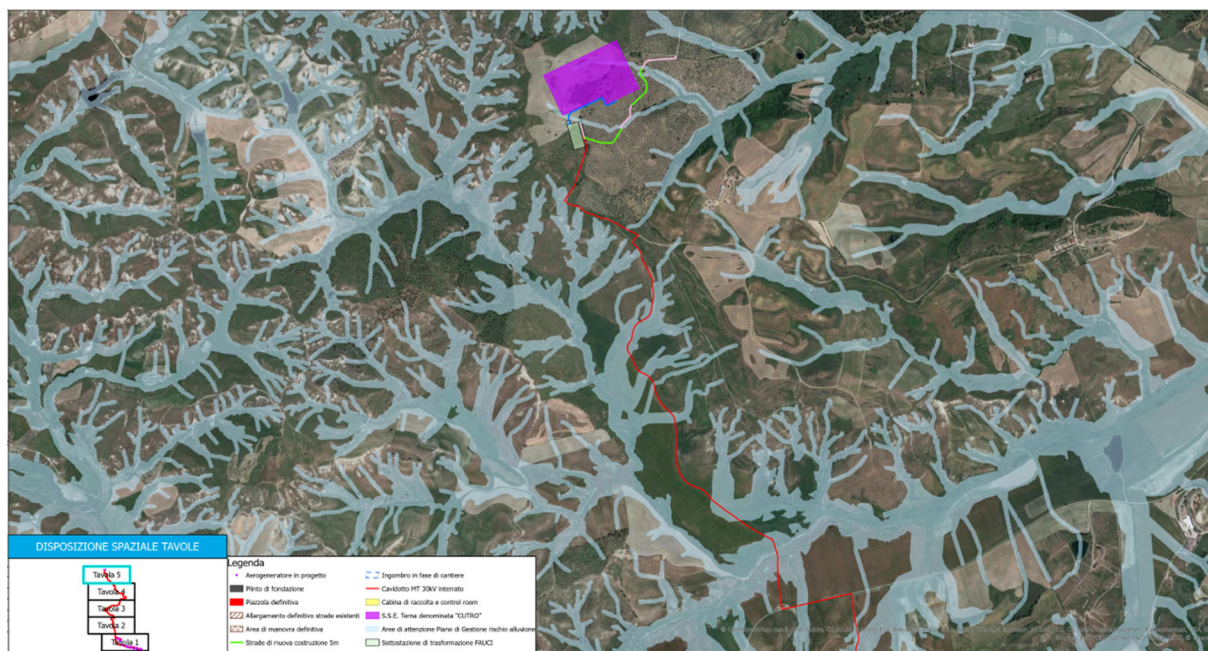 DISPOSIZIONE SPAZIALE TAVOLE
Tavola 5
Tavola 4
Tavola 3
Tavola 2
Tavola 1
Legenda
Aerogeneratore in progetto
Plinto di fondazione
Piazzola definitiva
Allargamento definitivo strade esistenti
Area di manovra definitiva
Strade di nuova costruzione 5m
Ingombro in fase di cantiere
Cavidotto MT 30kV interrato
Cabina di raccolta e control room
S.S.E. Terna denominata "CUTRO"
Aree di attenzione Piano di Gestione rischio alluvione
Sottostazione di trasformazione FAUCI